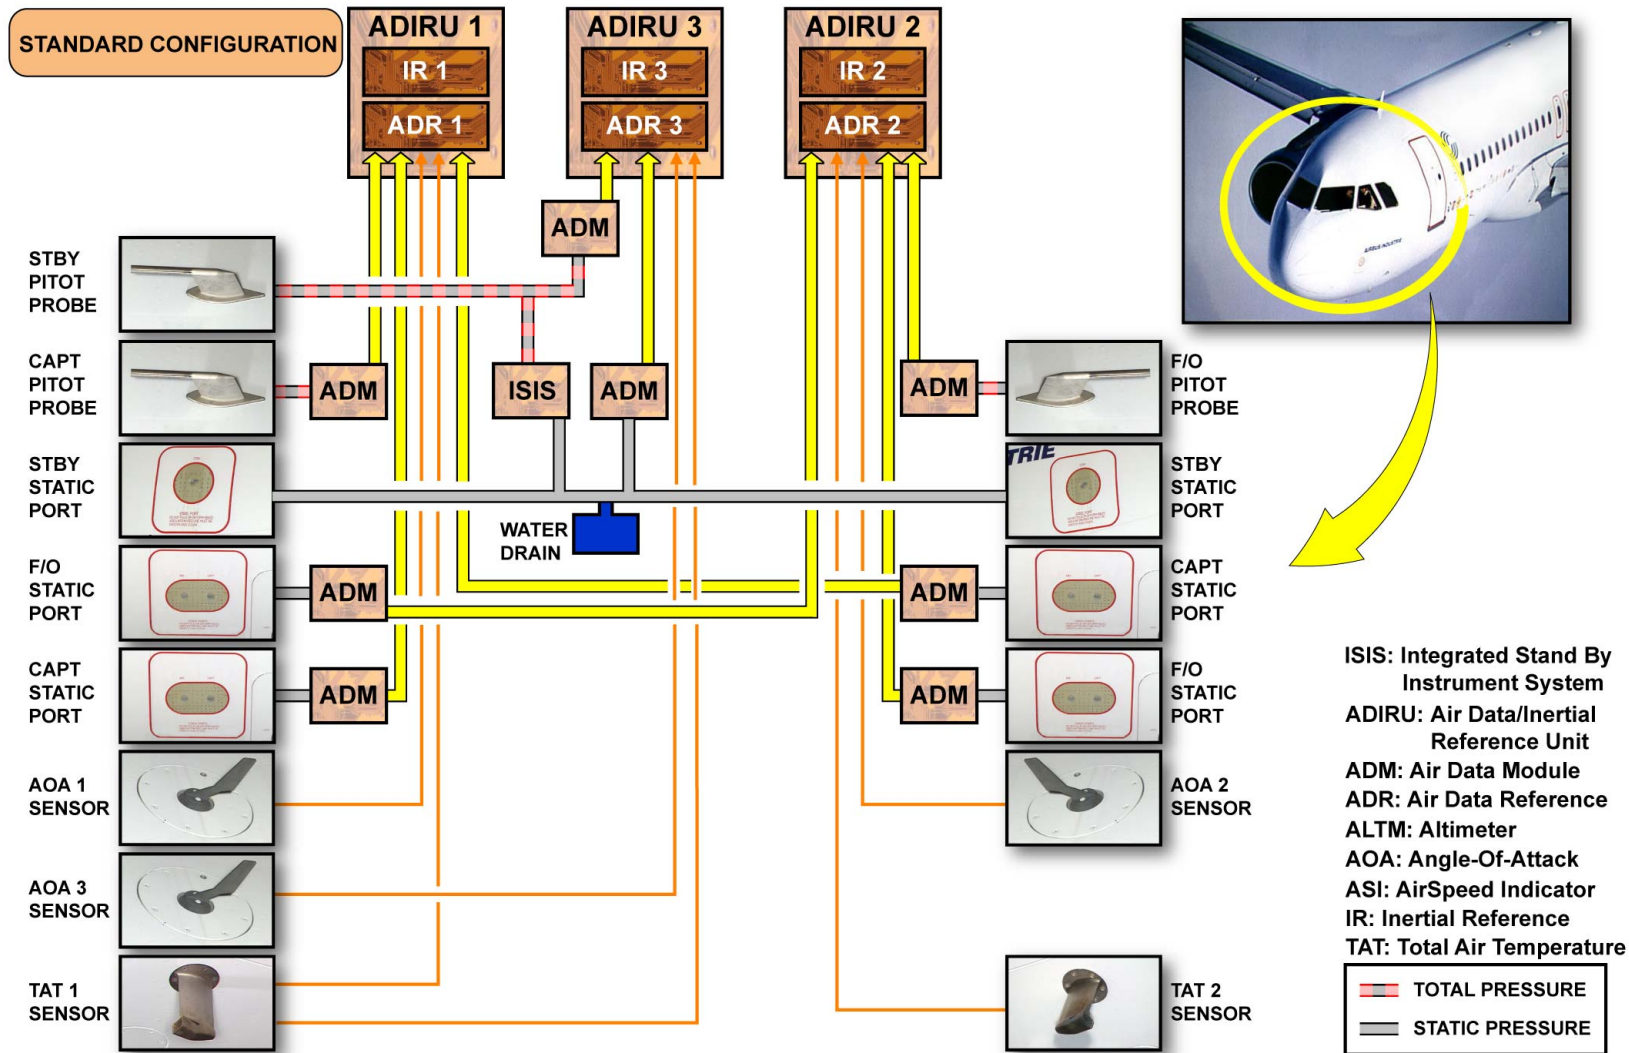 STANDARD CONFIGURATION
ADIRU 1
IR 1
ADR 1
ADIRU 3
IR 3
ADR 3
ADIRU 2
IR 2
ADR 2
ADM
STBY
PITOT
PROBE
CAPT
PITOT
PROBE
ADM
ISIS
ADM
ADM
F/O
PITOT
PROBE
STBY
STATIC
PORT
TRIE
STBY
STATIC
PORT
WATER
DRAIN
F/O
STATIC
PORT
ADM
ADM
CAPT
STATIC
PORT
CAPT
STATIC
PORT
ADM
ADM
F/O
STATIC
PORT
AOA 1
SENSOR
AOA 2
SENSOR
AOA 3
SENSOR
TAT 1
SENSOR
TAT 2
SENSOR
AIRBUS INDUSTRIE
ISIS: Integrated Stand By
Instrument System
ADIRU: Air Data/Inertial
Reference Unit
ADM: Air Data Module
ADR: Air Data Reference
ALTM: Altimeter
AOA: Angle-Of-Attack
ASI: AirSpeed Indicator
IR: Inertial Reference
TAT: Total Air Temperature
TOTAL PRESSURE
STATIC PRESSURE